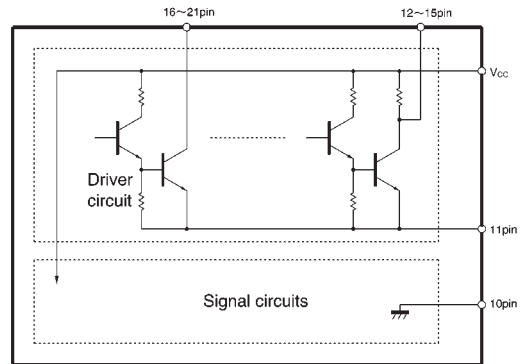 16～21pin
12～15pin
Vcc
Driver
circuit
11pin
Signal circuits
10pin